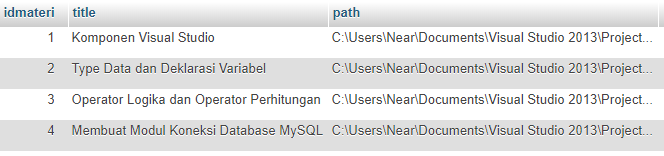 idmateri title path
1 Komponen Visual Studio C:\Users\Near\Documents\Visual Studio 2013\Project...
2 Type Data dan Deklarasi Variabel C:\Users\Near\Documents\Visual Studio 2013\Project...
3 Operator Logika dan Operator Perhitungan C:\Users\Near\Documents\Visual Studio 2013\Project...
4 Membuat Modul Koneksi Database MySQL C:\Users\Near\Documents\Visual Studio 2013\Project...